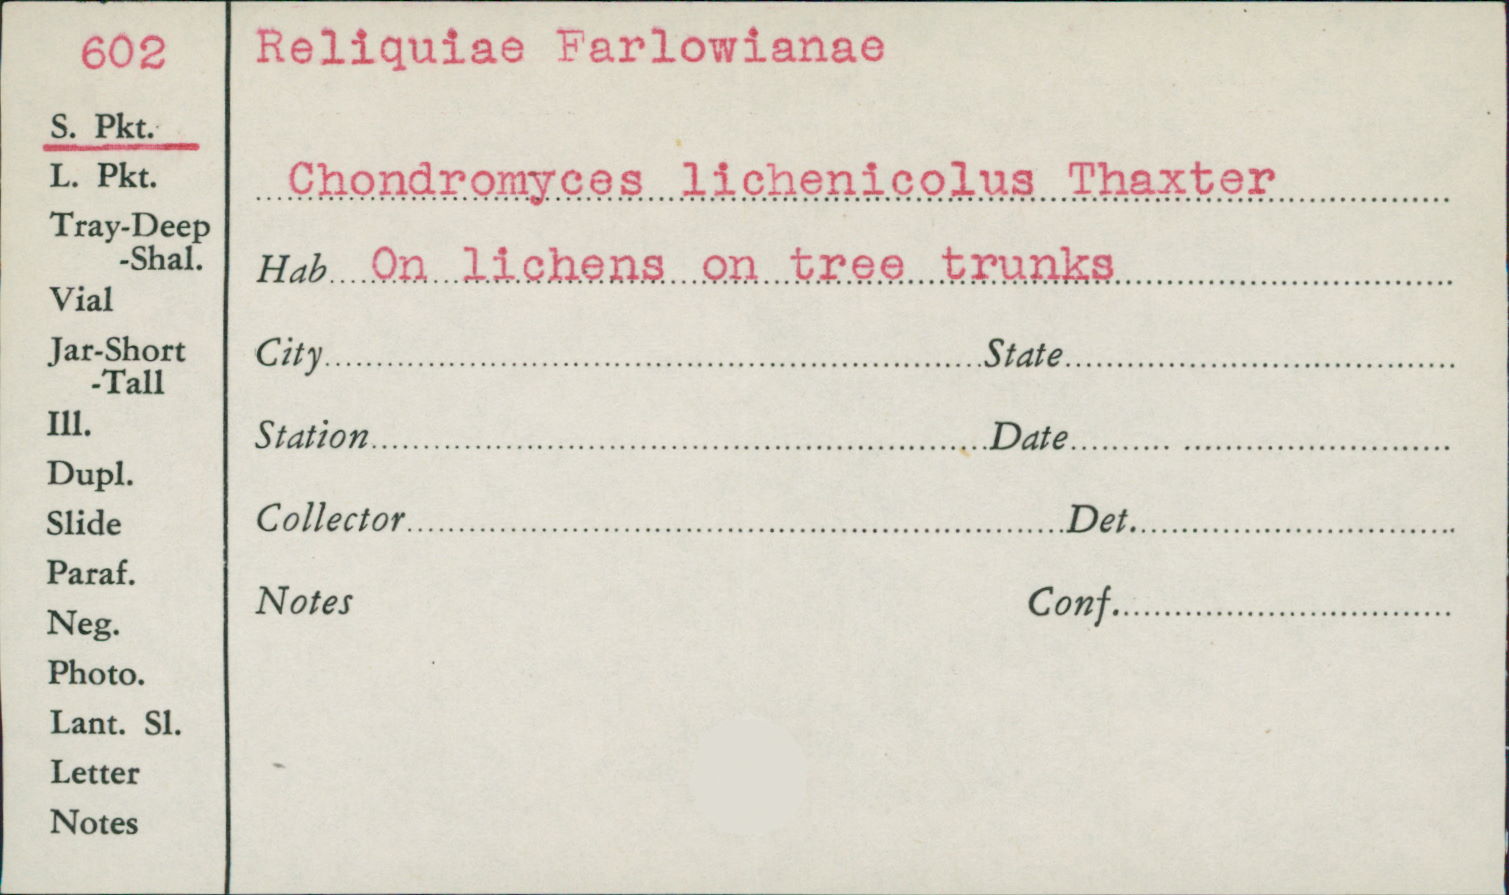 602
Reliquiae Farlowianae
S. Pkt.
L. Pkt.
Tray-Deep
-Shal.
Vial
Jar-Short
-Tall
Ill.
Dupl.
Slide
Paraf.
Neg.
Photo.
Lant. Sl.
Letter
Notes
Chondromyces lichenicolus Thaxter
Hab On lichens on tree trunks
City State
Station Date
Collector Det.
Notes Conf.